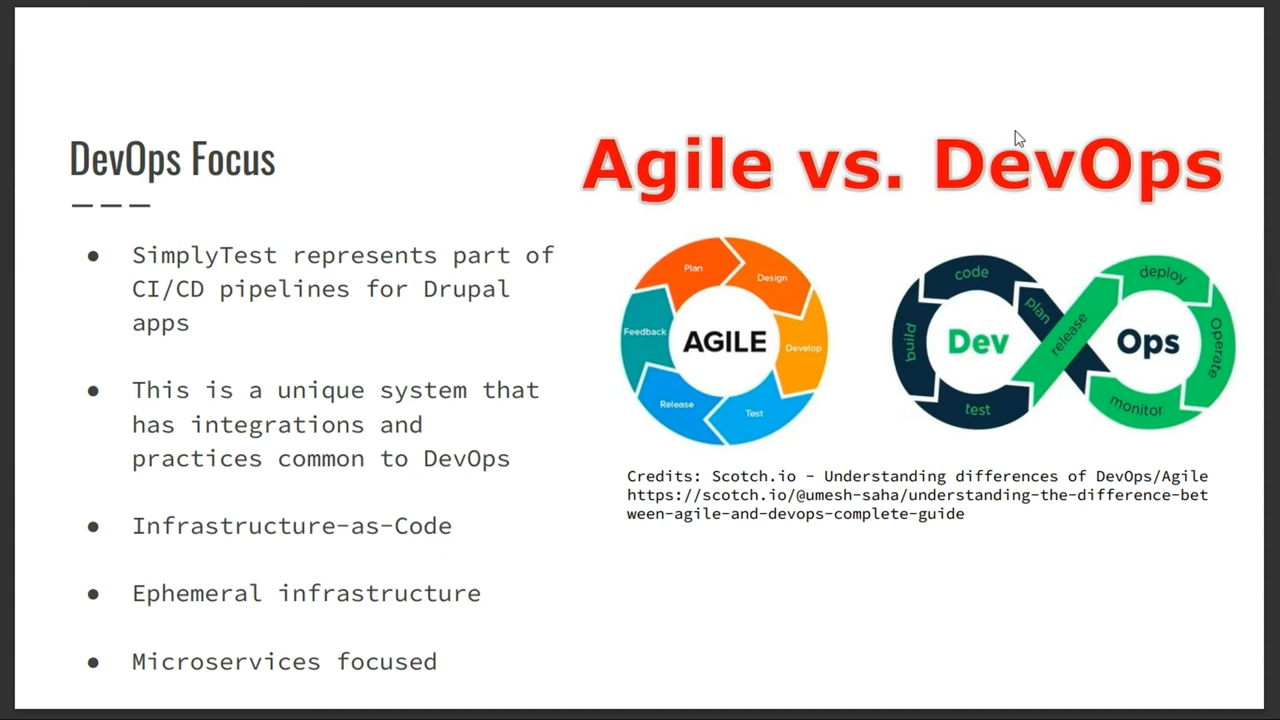 DevOps Focus
● SimplyTest represents part of
CI/CD pipelines for Drupal
apps
● This is a unique system that
has integrations and
practices common to DevOps
● Infrastructure-as-Code
● Ephemeral infrastructure
● Microservices focused
Agile vs. DevOps
Plan
Design
Develop
Test
Release
Feedback
AGILE
code
plan
build
test
Dev
release
deploy
Operate
monitor
Ops
Credits: Scotch.io - Understanding differences of DevOps/Agile
https://scotch.io/@umesh-saha/understanding-the-difference-bet
ween-agile-and-devops-complete-guide